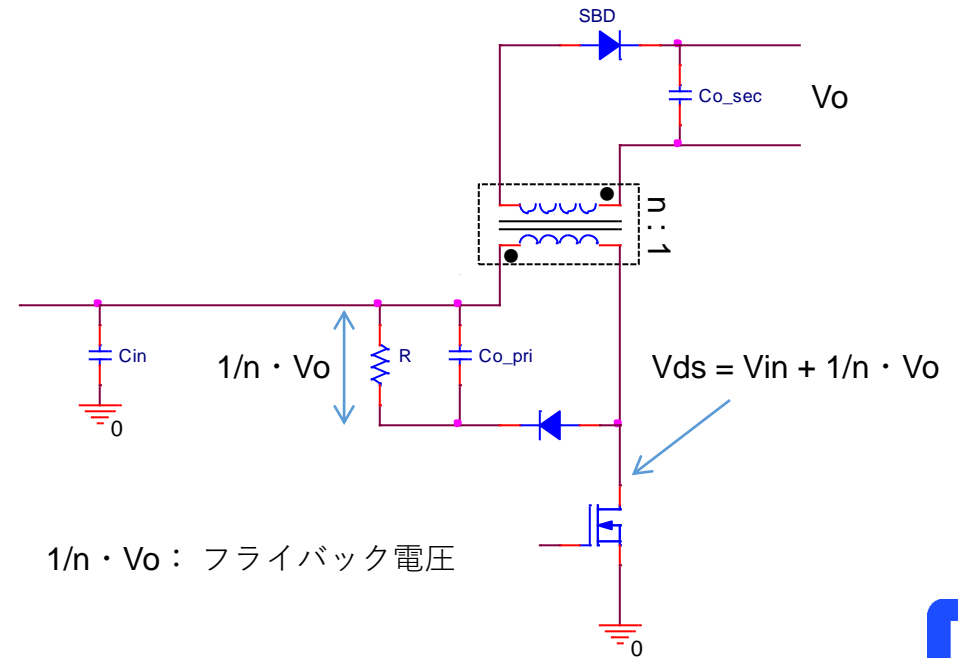 SBD
Co_sec
Vo
n : 1
Cin
1/n・Vo
R
Co_pri
Vds = Vin + 1/n・Vo
0
1/n・Vo： フライバック電圧
0